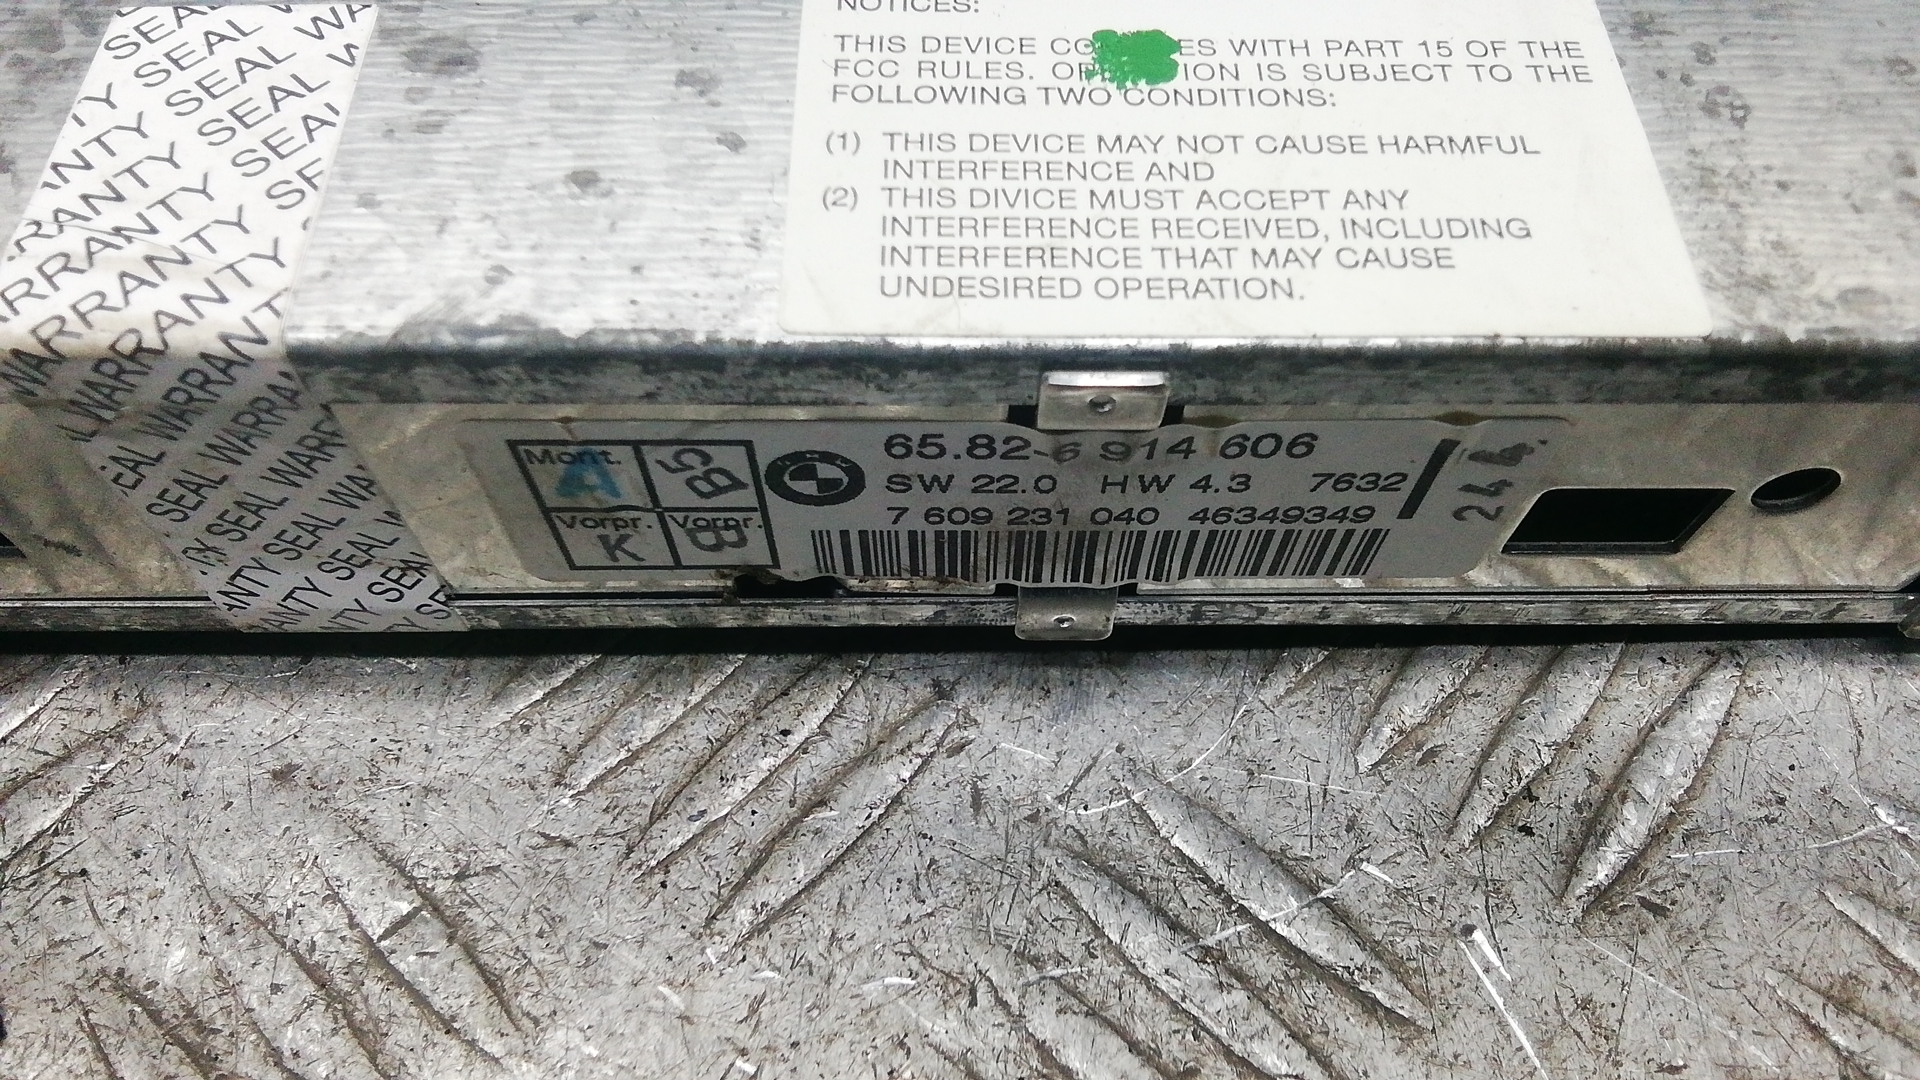 NOTICES:
THIS DEVICE CO ES WITH PART 15 OF THE
FCC RULES. OP ION IS SUBJECT TO THE
FOLLOWING TWO CONDITIONS:
(1) THIS DEVICE MAY NOT CAUSE HARMFUL
INTERFERENCE AND
(2) THIS DIVICE MUST ACCEPT ANY
INTERFERENCE RECEIVED, INCLUDING
INTERFERENCE THAT MAY CAUSE
UNDESIRED OPERATION.
SEAL WARRANTY SEAL WARRANTY
Mont. A
B5
Vorpr. K
Vorpr. B
65.82-6 914 606
SW 22.0 HW 4.3 7632
7 609 231 040 46349349
244